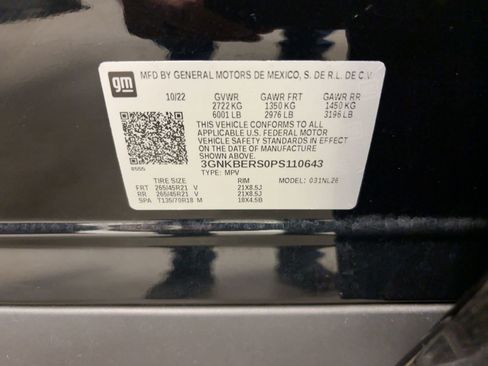 gm
MFD BY GENERAL MOTORS DE MEXICO, S. DE R.L. DE C.V.
10/22 GVWR GAWR FRT GAWR RR
2722 KG 1350 KG 1450 KG
6001 LB 2976 LB 3196 LB
THIS VEHICLE CONFORMS TO ALL
APPLICABLE U.S. FEDERAL MOTOR
VEHICLE SAFETY STANDARDS IN EFFECT
ON THE DATE OF MANUFACTURE
SHOWN ABOVE.
3GNKBERS0PS110643
TYPE: MPV
TIRE SIZE RIM MODEL: 031NL26
FRT 265/45R21 V 21X8.5J
RR 265/45R21 V 21X8.5J
SPA T135/70R18 M 18X4.5B